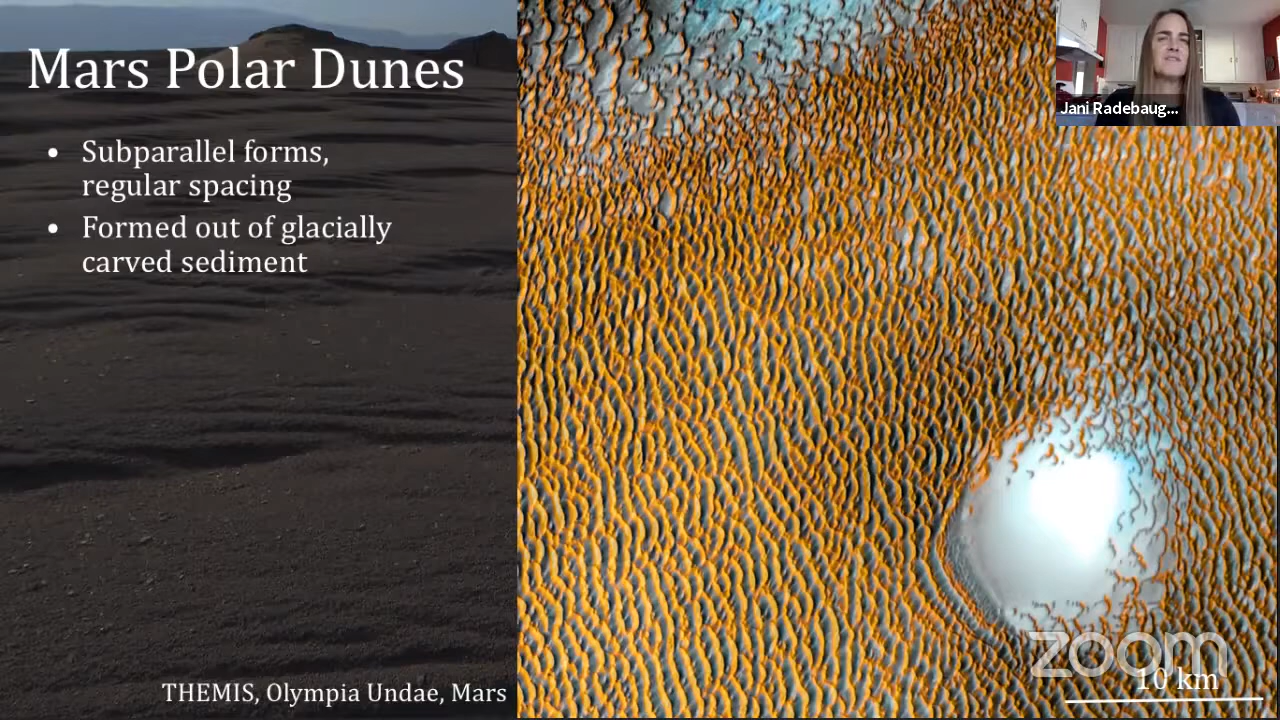 Mars Polar Dunes
• Subparallel forms,
regular spacing
• Formed out of glacially
carved sediment
THEMIS, Olympia Undae, Mars
Jani Radebaug...
zoom
10 km